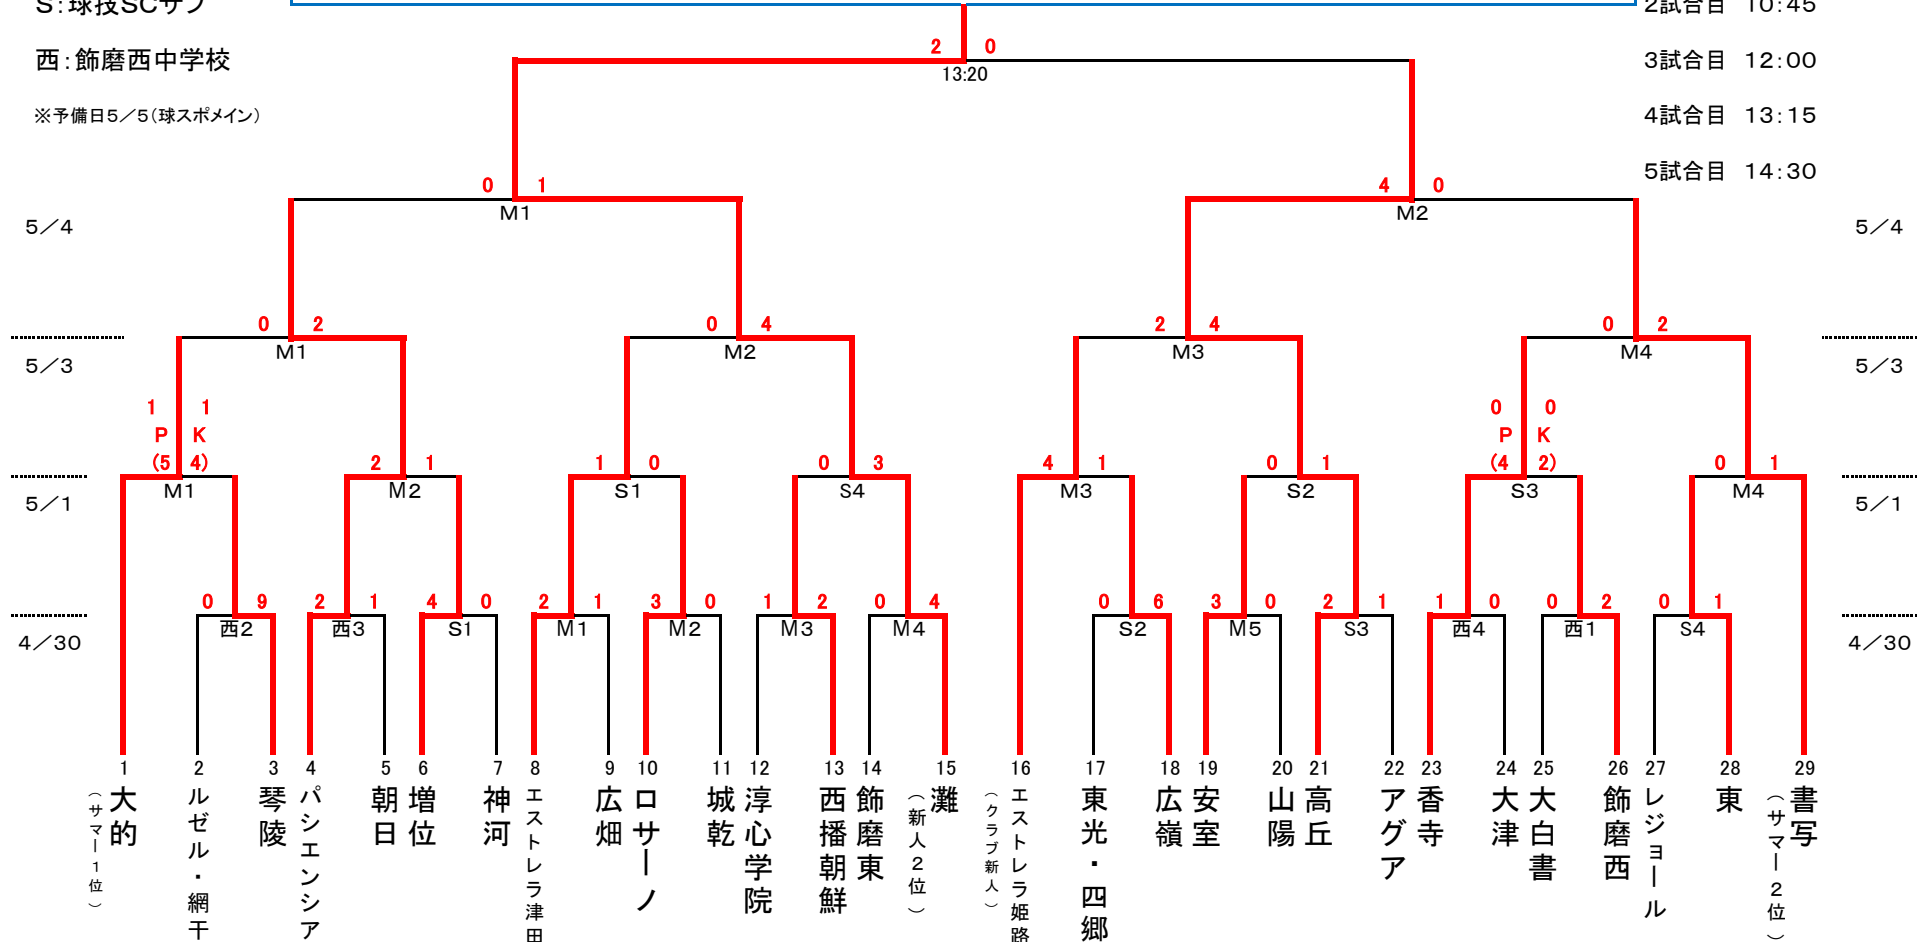 S:球技SCサブ
2試合目 10:45
2 0
西:飾磨西中学校
3試合目 12:00
13:20
※予備日5/5(球スポメイン)
4試合目 13:15
5試合目 14:30
0 1
4 0
M1
M2
5/4
5/4
0 2
0 4
2 4
0 2
M1
M2
M3
M4
5/3
5/3
1 1
0 0
P K
P K
(5 4)
2 1
1 0
0 3
4 1
0 1
(4 2)
0 1
M1
M2
S1
S4
M3
S2
S3
M4
5/1
5/1
0 9
2 1
4 0
2 1
3 0
1 2
0 4
0 6
3 0
2 1
1 0
0 2
0 1
西2
西3
S1
M1
M2
M3
M4
S2
M5
S3
西4
西1
S4
4/30
4/30
1 大的
(サマー1位)
2 ルゼル・網干
3 琴陵
4 パシエンシア
5 朝日
6 増位
7 神河
8 エストレラ津田
9 広畑
10 ロサーノ
11 城乾
12 淳心学院
13 西播朝鮮
14 飾磨東
15 灘
(新人2位)
16 エストレラ姫路
(クラブ新人)
17 東光・四郷
18 広嶺
19 安室
20 山陽
21 高丘
22 アグア
23 香寺
24 大津
25 大白書
26 飾磨西
27 レジョール
28 東
29 書写
(サマー2位)